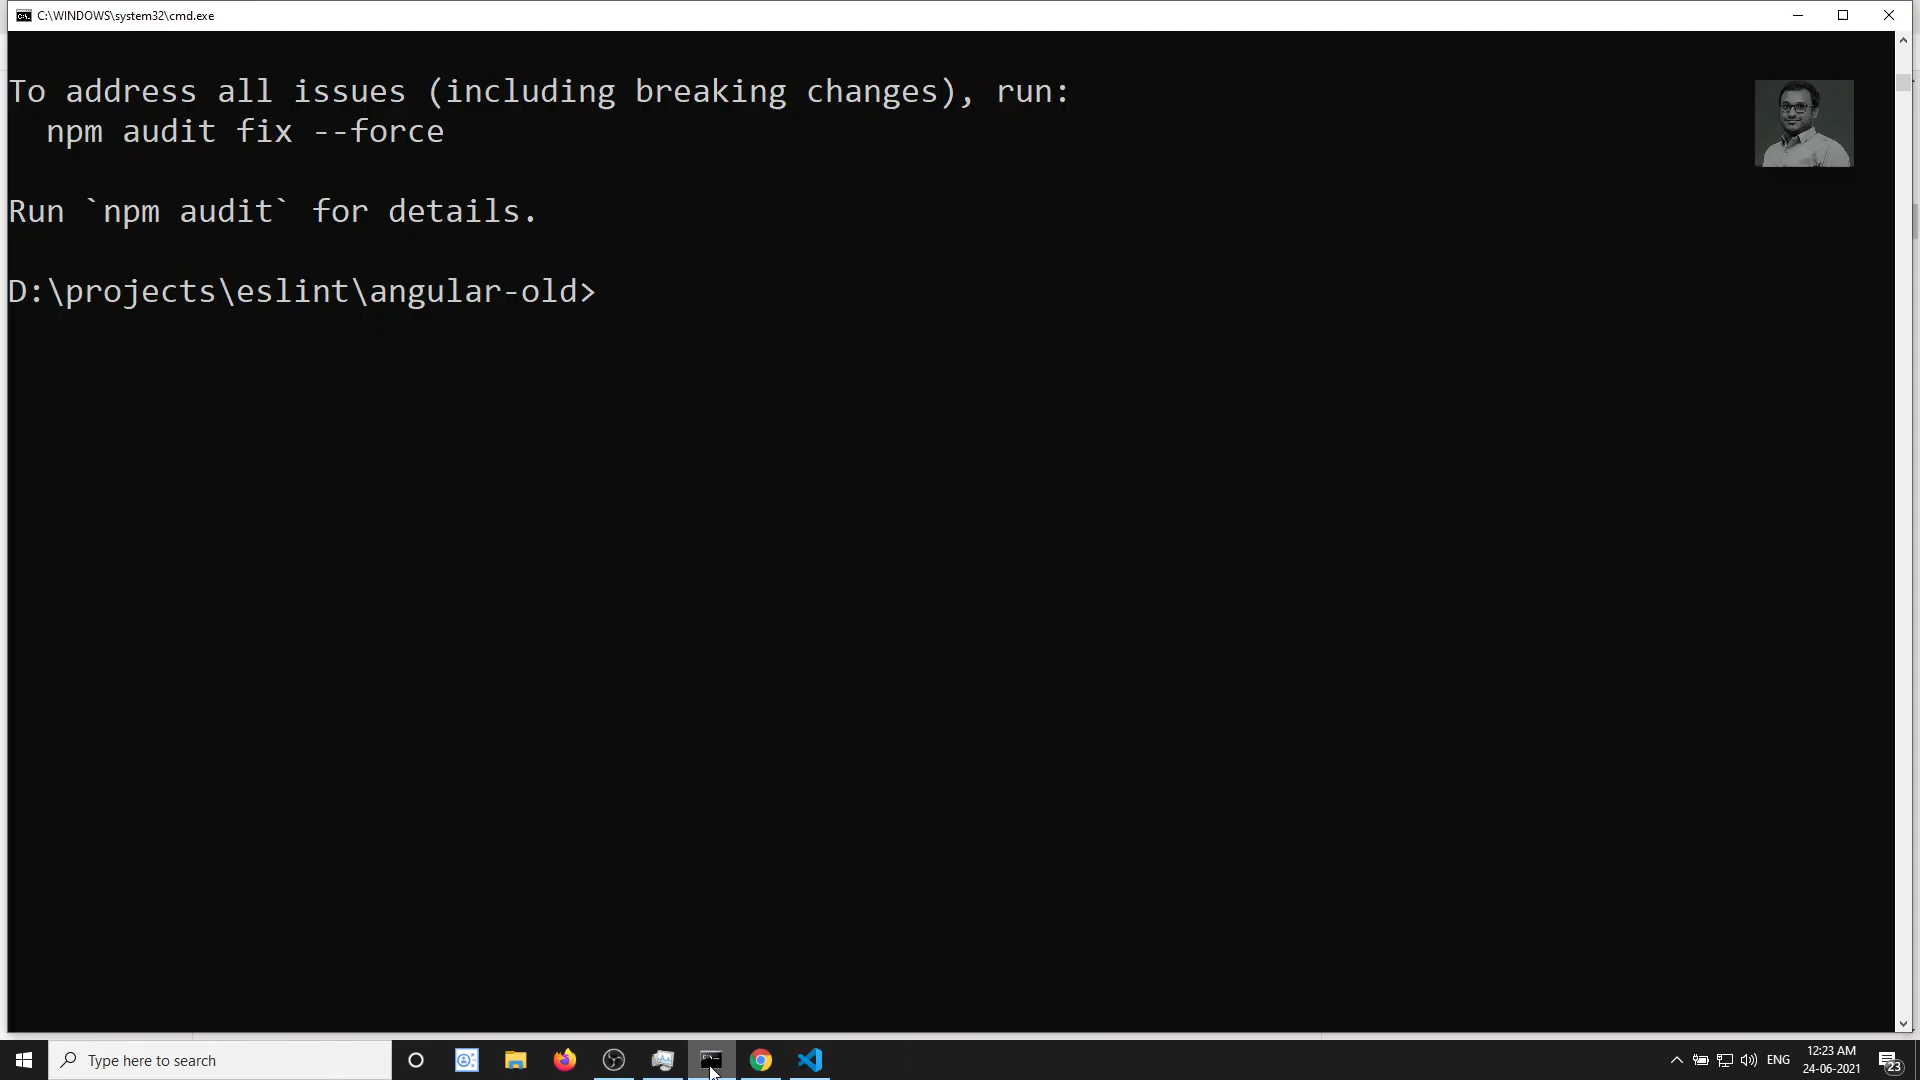 C:\WINDOWS\system32\cmd.exe
To address all issues (including breaking changes), run:
npm audit fix --force
Run `npm audit` for details.
D:\projects\eslint\angular-old>
Type here to search
ENG
12:23 AM
24-06-2021
23